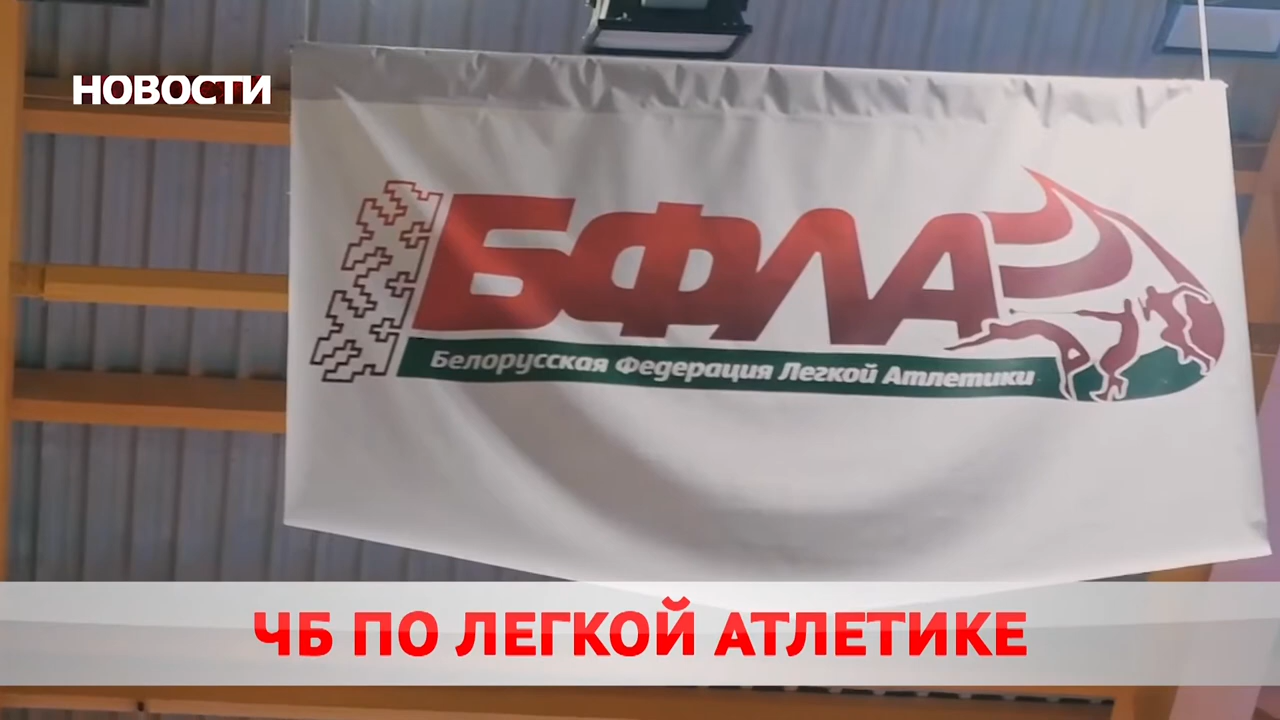 НОВОСТИ
БФЛА
Белорусская Федерация Легкой Атлетики
ЧБ ПО ЛЕГКОЙ АТЛЕТИКЕ